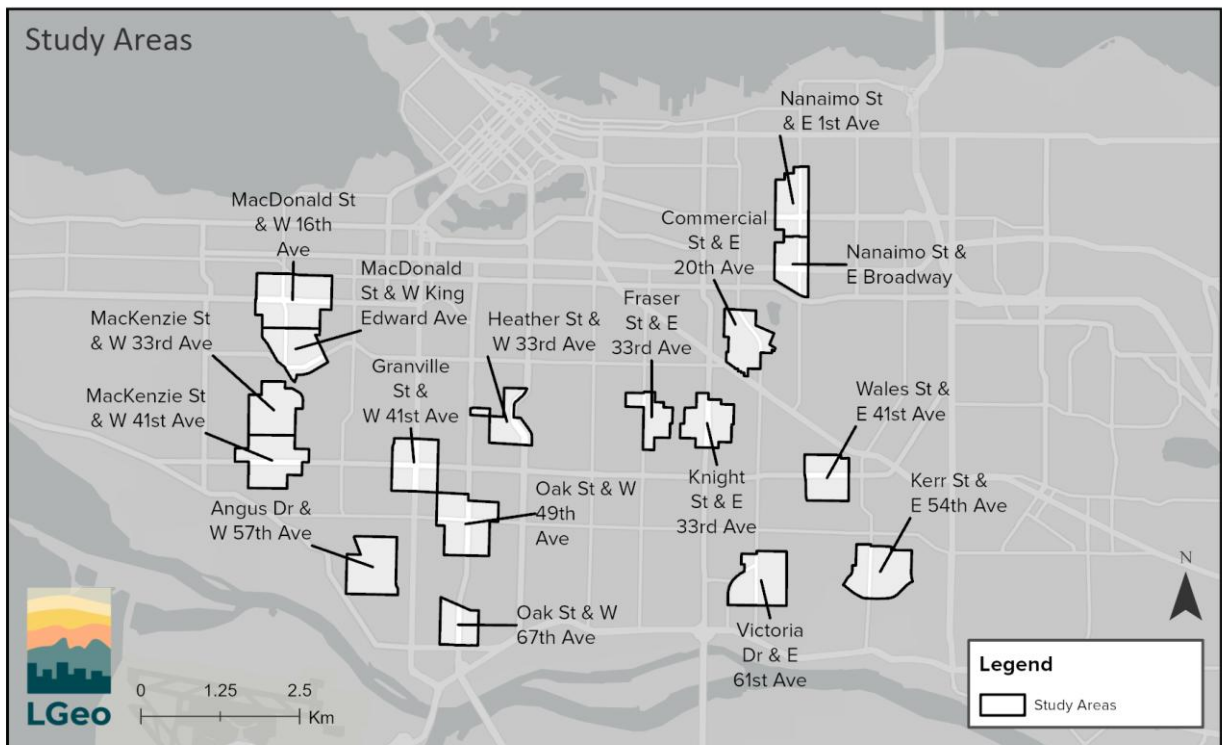 Study Areas
Nanaimo St
& E 1st Ave
MacDonald St
& W 16th
Ave
Commercial
St & E
20th Ave
Nanaimo St &
E Broadway
MacDonald
St & W King
Edward Ave
MacKenzie St
& W 33rd Ave
Heather St &
W 33rd Ave
Fraser
St & E
33rd Ave
Granville
St &
W 41st Ave
MacKenzie St
& W 41st Ave
Wales St &
E 41st Ave
Knight
St & E
33rd Ave
Kerr St &
E 54th Ave
Oak St & W
49th
Ave
Angus Dr &
W 57th Ave
Oak St & W
67th Ave
Victoria
Dr & E
61st Ave
N
LGeo
0 1.25 2.5
Km
Legend
Study Areas